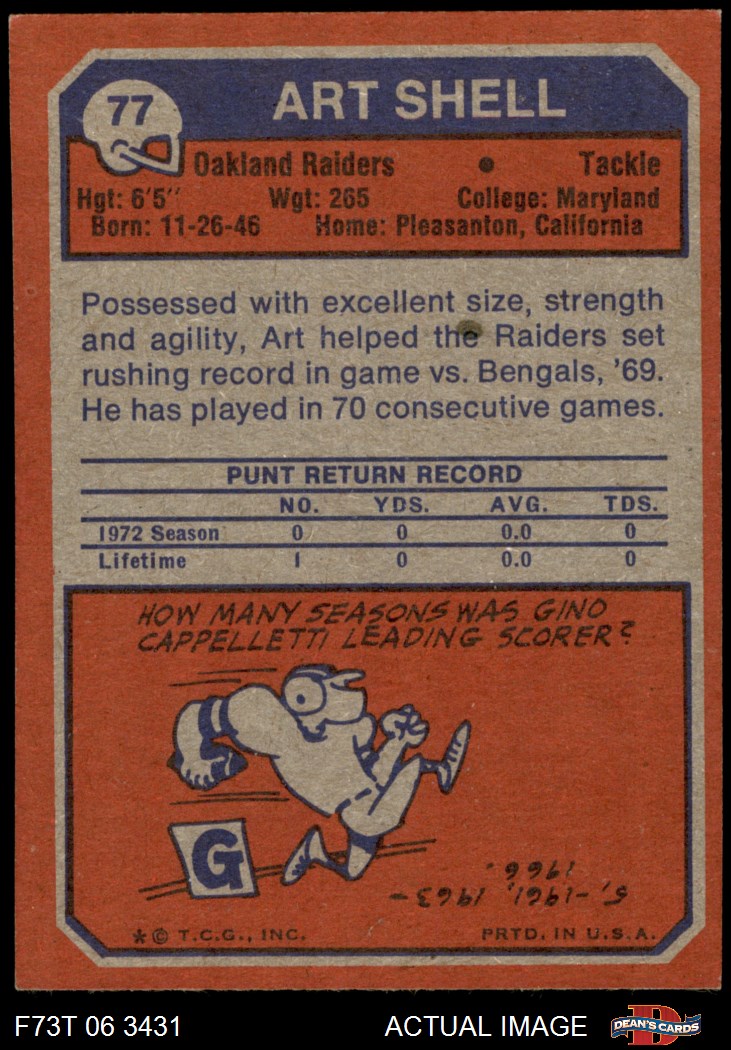 77
ART SHELL
Oakland Raiders • Tackle
Hgt: 6'5" Wgt: 265 College: Maryland
Born: 11-26-46 Home: Pleasanton, California
Possessed with excellent size, strength
and agility, Art helped the Raiders set
rushing record in game vs. Bengals, '69.
He has played in 70 consecutive games.
PUNT RETURN RECORD
NO. YDS. AVG. TDS.
1972 Season 0 0 0.0 0
Lifetime 1 0 0.0 0
HOW MANY SEASONS WAS GINO
CAPPELLETTI LEADING SCORER?
G
5, -1961, 1963-
1966.
* © T.C.G., INC. PRTD. IN U.S.A.
F73T 06 3431 ACTUAL IMAGE
D
DEAN'S CARDS